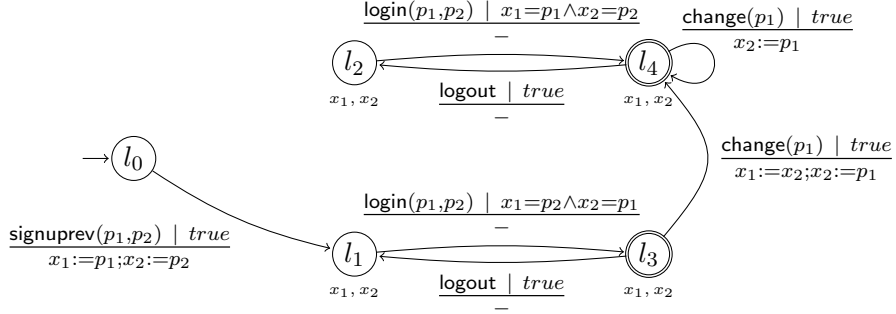 login(p₁,p₂) | x₁=p₁∧x₂=p₂
−
change(p₁) | true
x₂:=p₁
l₂
l₄
x₁, x₂
logout | true
−
x₁, x₂
l₀
change(p₁) | true
x₁:=x₂;x₂:=p₁
login(p₁,p₂) | x₁=p₂∧x₂=p₁
−
signuprev(p₁,p₂) | true
x₁:=p₁;x₂:=p₂
l₁
l₃
x₁, x₂
logout | true
−
x₁, x₂